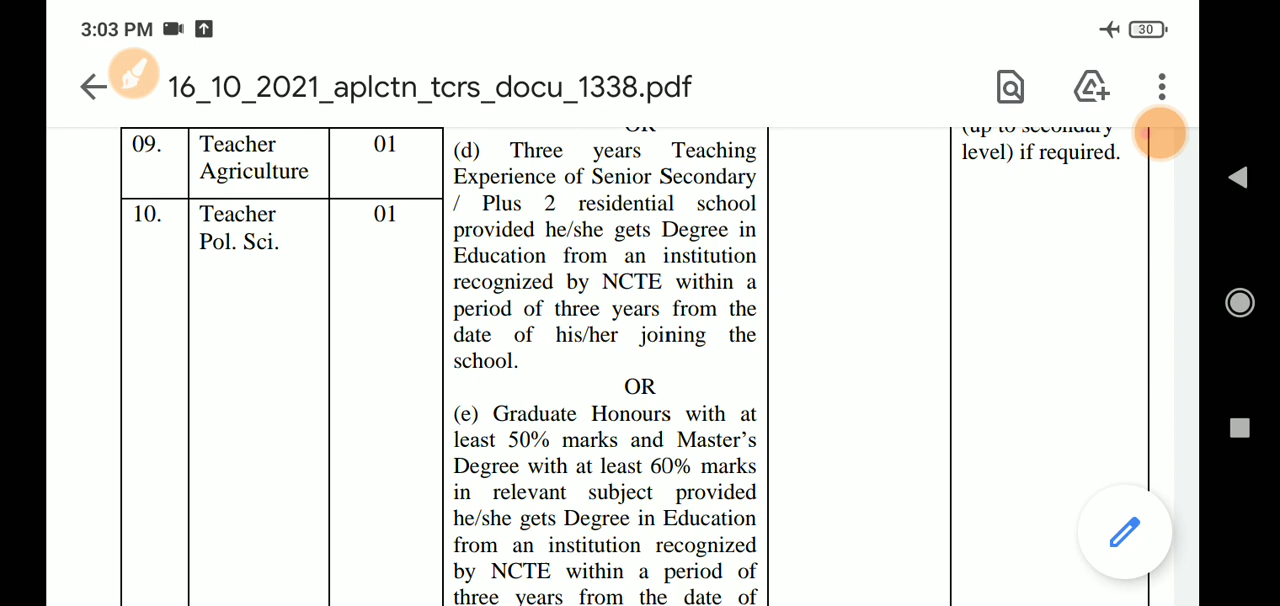 3:03 PM
30
16_10_2021_aplctn_tcrs_docu_1338.pdf
09.
Teacher
Agriculture
01
10.
Teacher
Pol. Sci.
01
OR
(d) Three years Teaching
Experience of Senior Secondary
/ Plus 2 residential school
provided he/she gets Degree in
Education from an institution
recognized by NCTE within a
period of three years from the
date of his/her joining the
school.
OR
(e) Graduate Honours with at
least 50% marks and Master's
Degree with at least 60% marks
in relevant subject provided
he/she gets Degree in Education
from an institution recognized
by NCTE within a period of
three years from the date of
(up to secondary
level) if required.